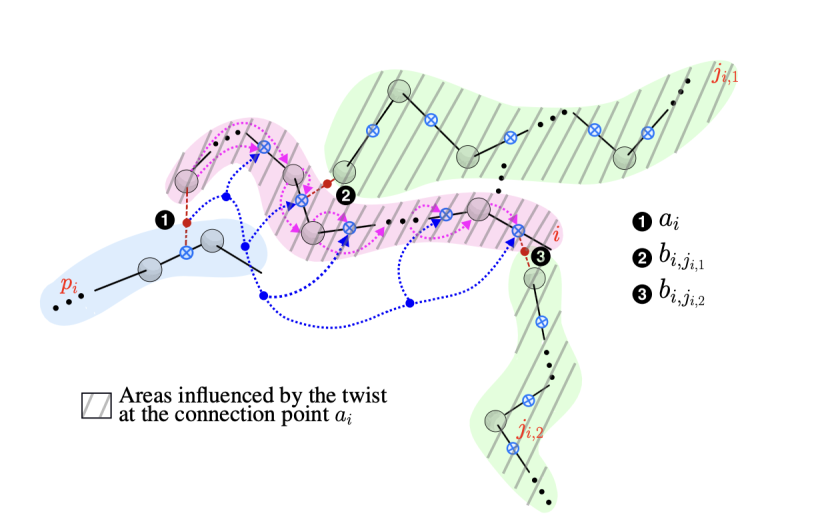 j_{i,1}
❷
❶
i
❶ a_i
❸
❷ b_{i,j_{i,1}}
p_i
❸ b_{i,j_{i,2}}
Areas influenced by the twist
at the connection point a_i
j_{i,2}